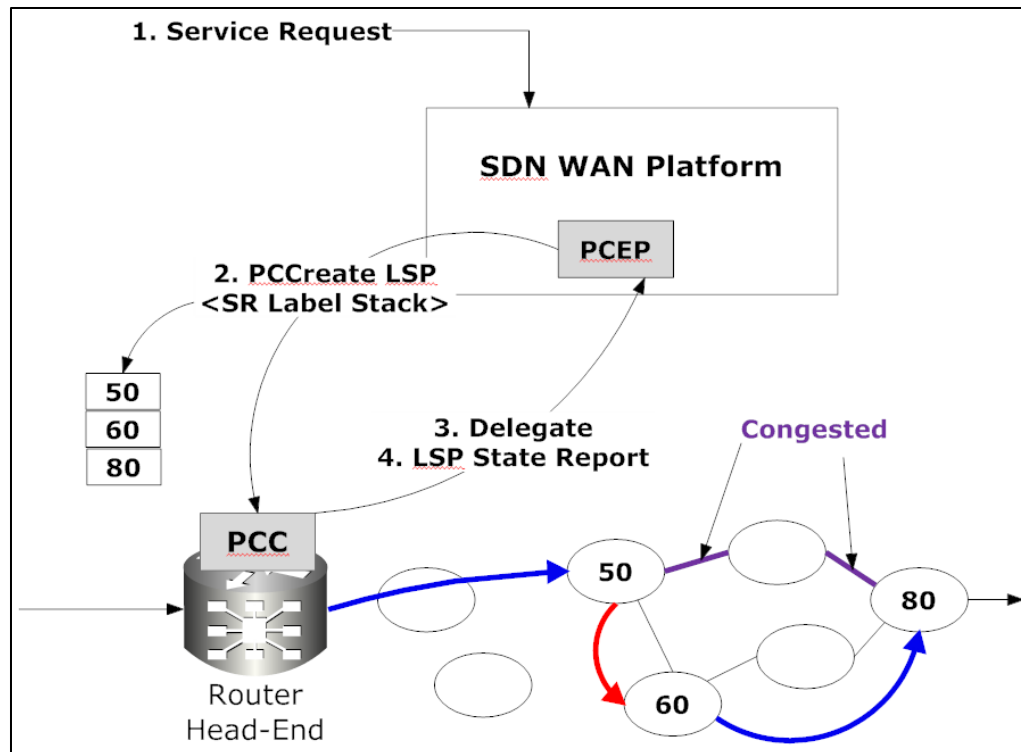 1. Service Request
SDN WAN Platform
PCEP
2. PCCreate LSP
<SR Label Stack>
50
60
80
3. Delegate
4. LSP State Report
Congested
PCC
50
80
60
Router
Head-End